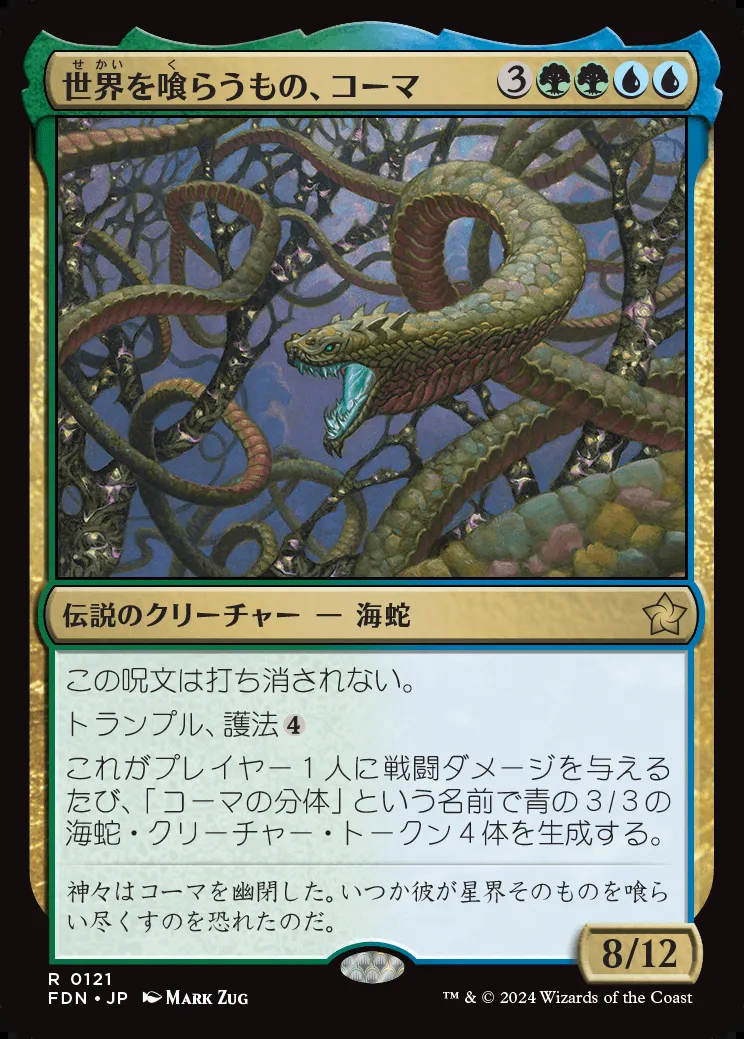 せかい く
世界を喰らうもの、コーマ 3
伝説のクリーチャー — 海蛇
この呪文は打ち消されない。
トランプル、護法4
これがプレイヤー1人に戦闘ダメージを与える
たび、「コーマの分体」という名前で青の3/3の
海蛇・クリーチャー・トークン4体を生成する。
神々はコーマを幽閉した。いつか彼が星界そのものを喰ら
い尽くすのを恐れたのだ。
8/12
R 0121
FDN • JP MARK ZUG
™ & © 2024 Wizards of the Coast